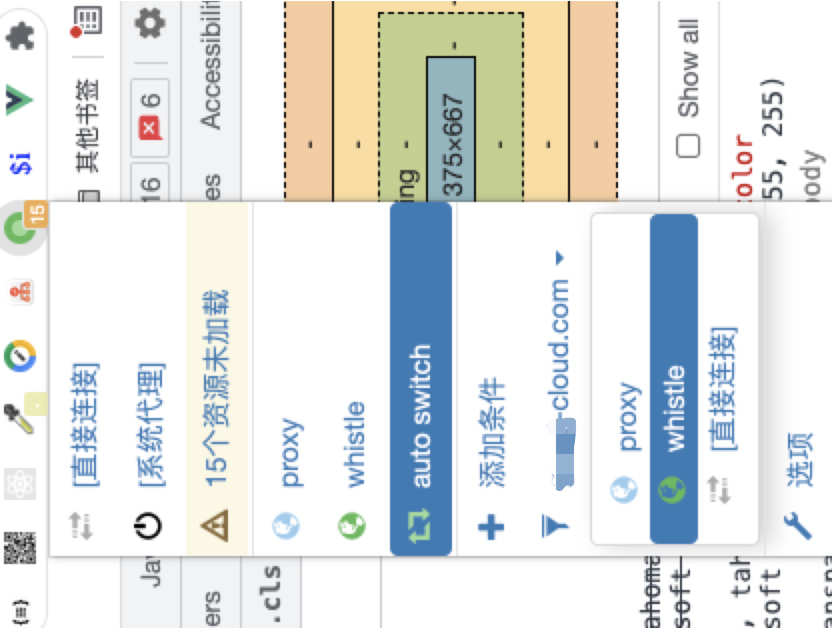 $i
15
其他书签
16
6
Accessibili
es
ing
375×667
-
-
-
-
-
-
-
Show all
color
55, 255)
body
[直接连接]
[系统代理]
15个资源未加载
proxy
whistle
auto switch
添加条件
-cloud.com
proxy
whistle
[直接连接]
选项
Ja
ers
.cls
ahoma
soft
, tah
soft